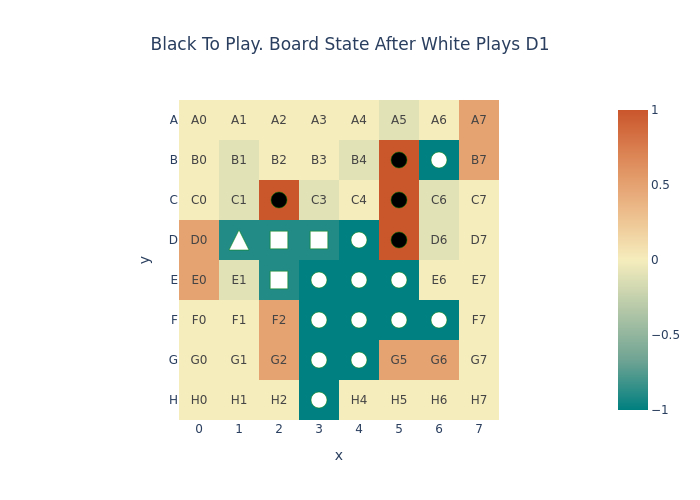 Black To Play. Board State After White Plays D1
A A0 A1 A2 A3 A4 A5 A6 A7
B B0 B1 B2 B3 B4 B7
C C0 C1 C3 C4 C6 C7
D D0 D6 D7
E E0 E1 E6 E7
F F0 F1 F2 F7
G G0 G1 G2 G5 G6 G7
H H0 H1 H2 H4 H5 H6 H7
0 1 2 3 4 5 6 7
x
y
1
0.5
0
−0.5
−1